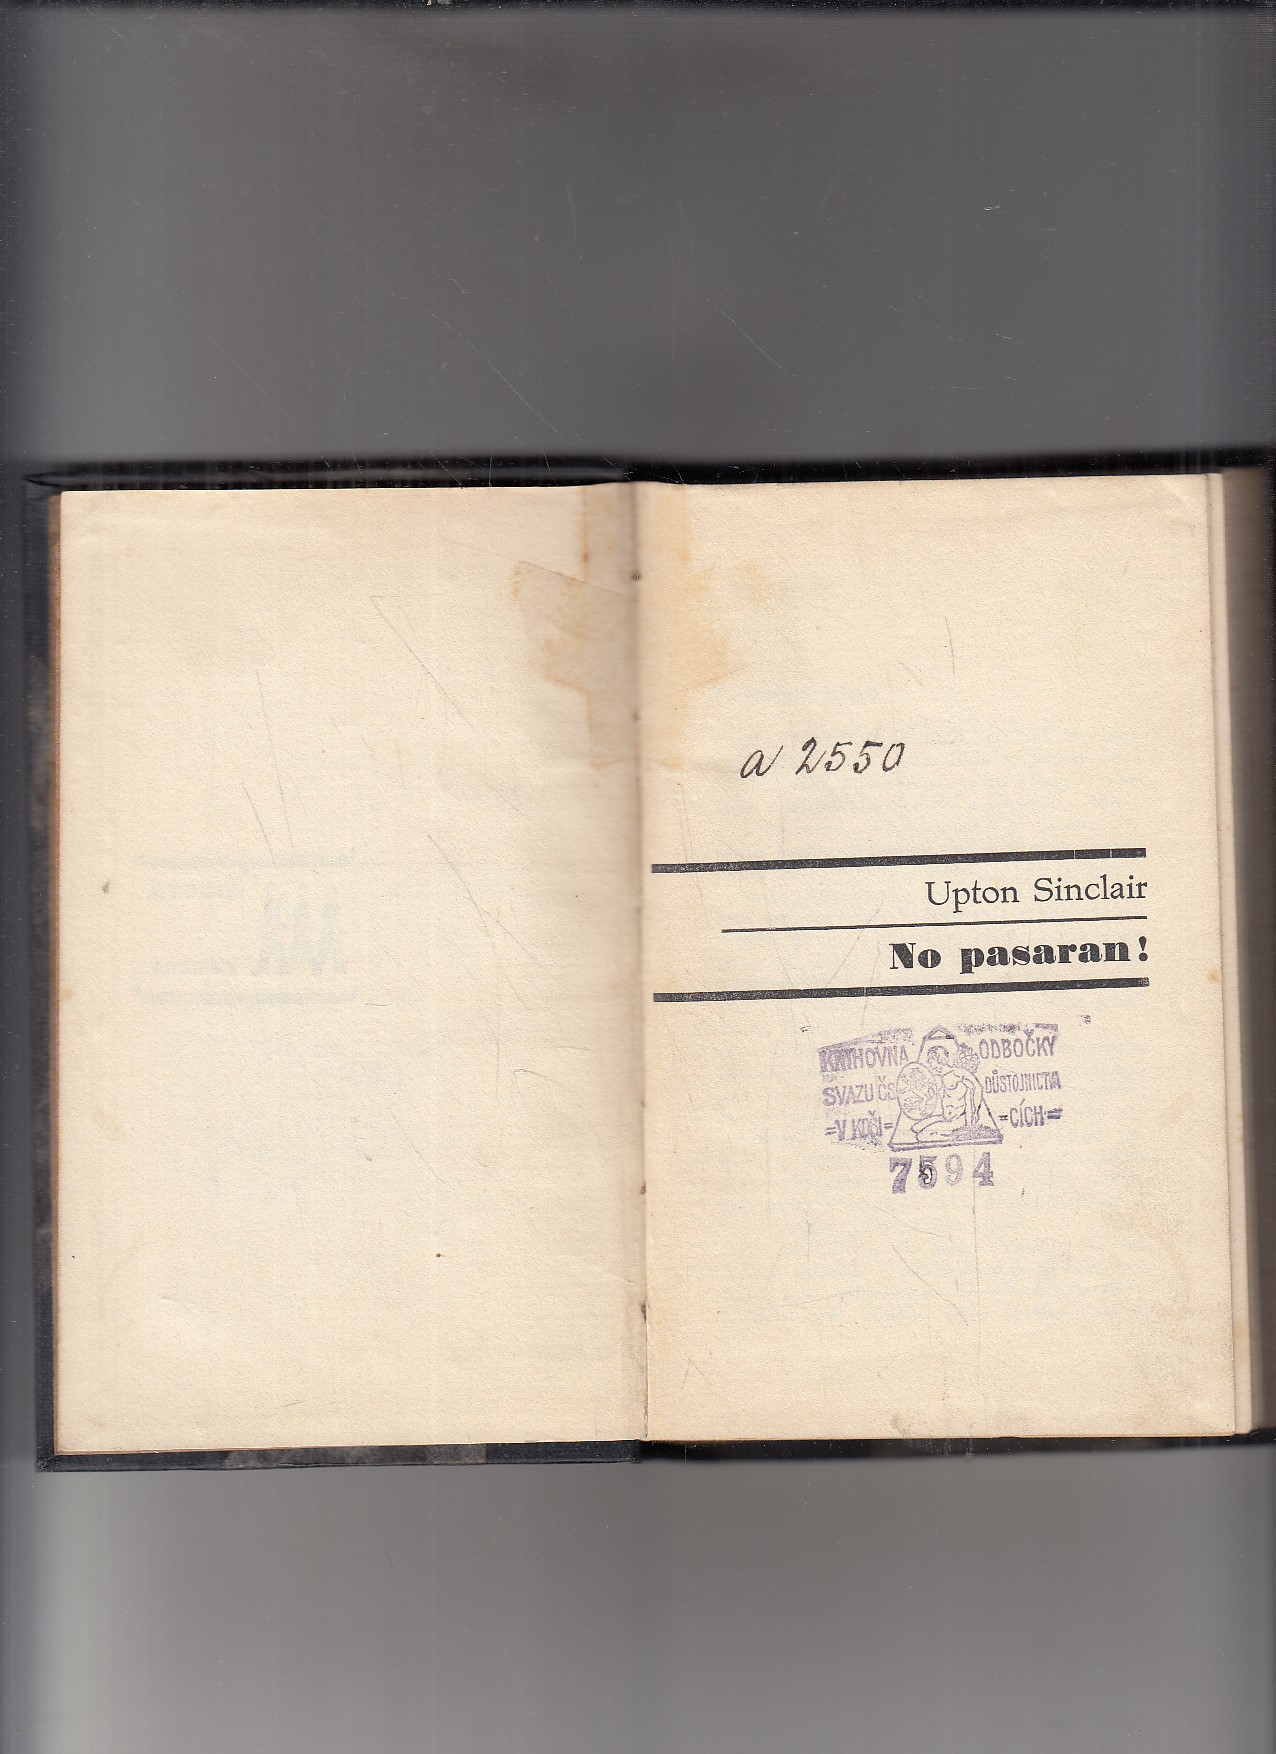 a 2550
Upton Sinclair
No pasaran!
KNIHOVNA ODBOČKY
SVAZU ČS DŮSTOJNICTVA
=V KOŠI= =CÍCH=
7594